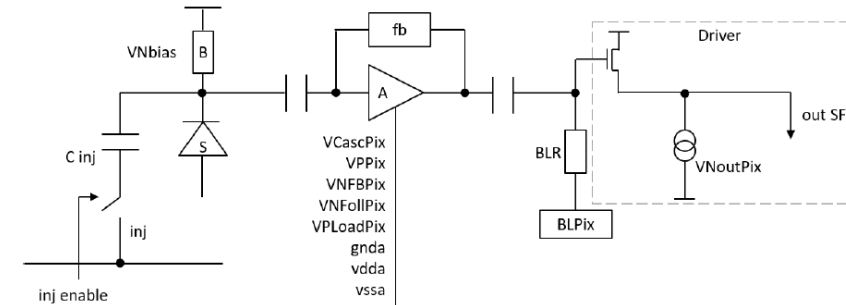 fb
Driver
VNbias
B
A
out SF
VCascPix
C inj
S
VPPix
BLR
VNoutPix
VNFBPix
VNFollPix
inj
VPLoadPix
BLPix
gnda
vdda
inj enable
vssa